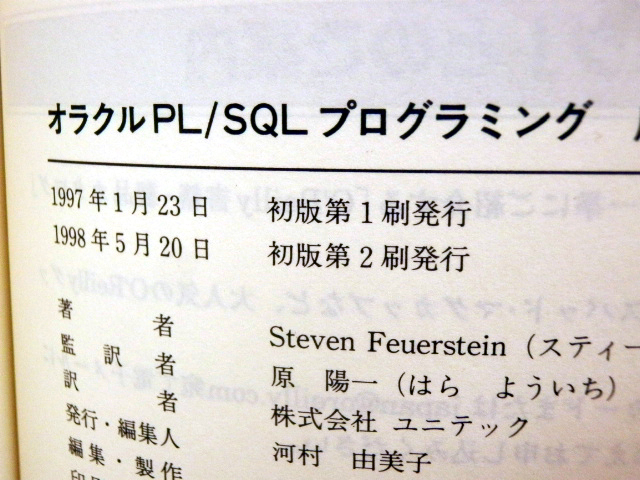 オラクルPL/SQLプログラミング
1997年1月23日 初版第1刷発行
1998年5月20日 初版第2刷発行
著者 Steven Feuerstein（スティー
監訳者 原 陽一（はら よういち）
訳者 株式会社 ユニテック
発行・編集人 河村 由美子
編集・製作